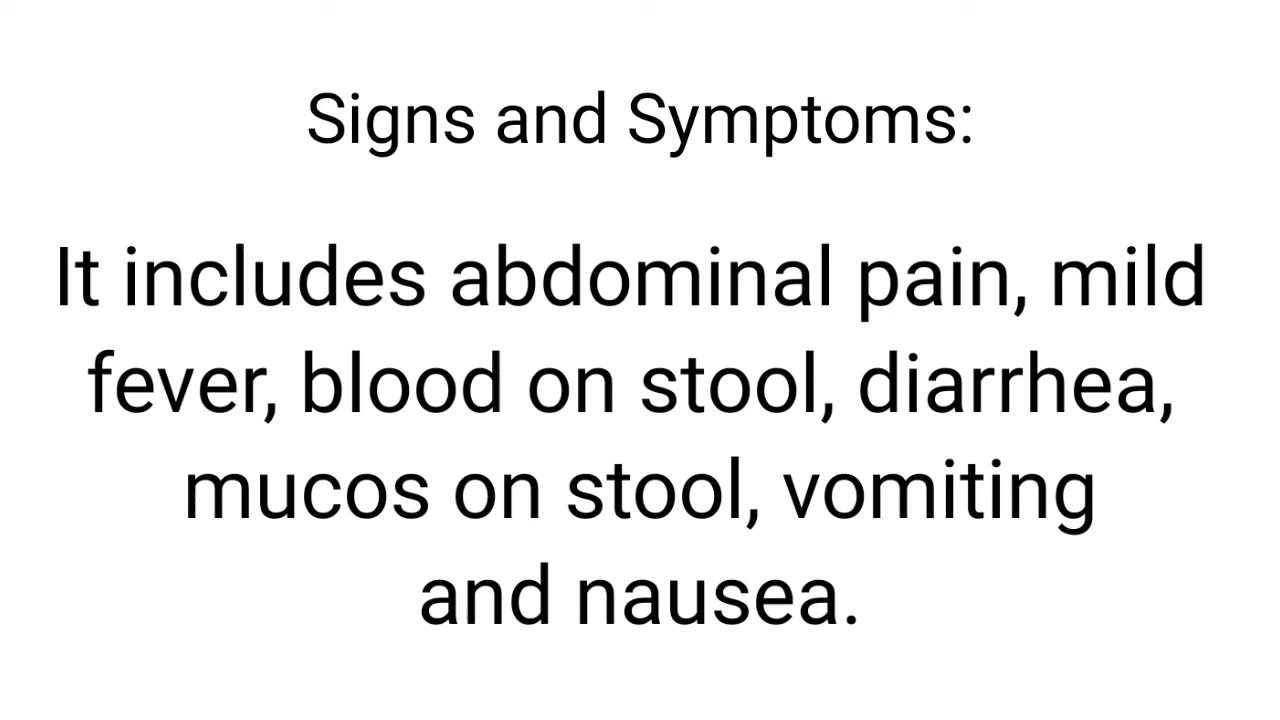 Signs and Symptoms:
It includes abdominal pain, mild
fever, blood on stool, diarrhea,
mucos on stool, vomiting
and nausea.